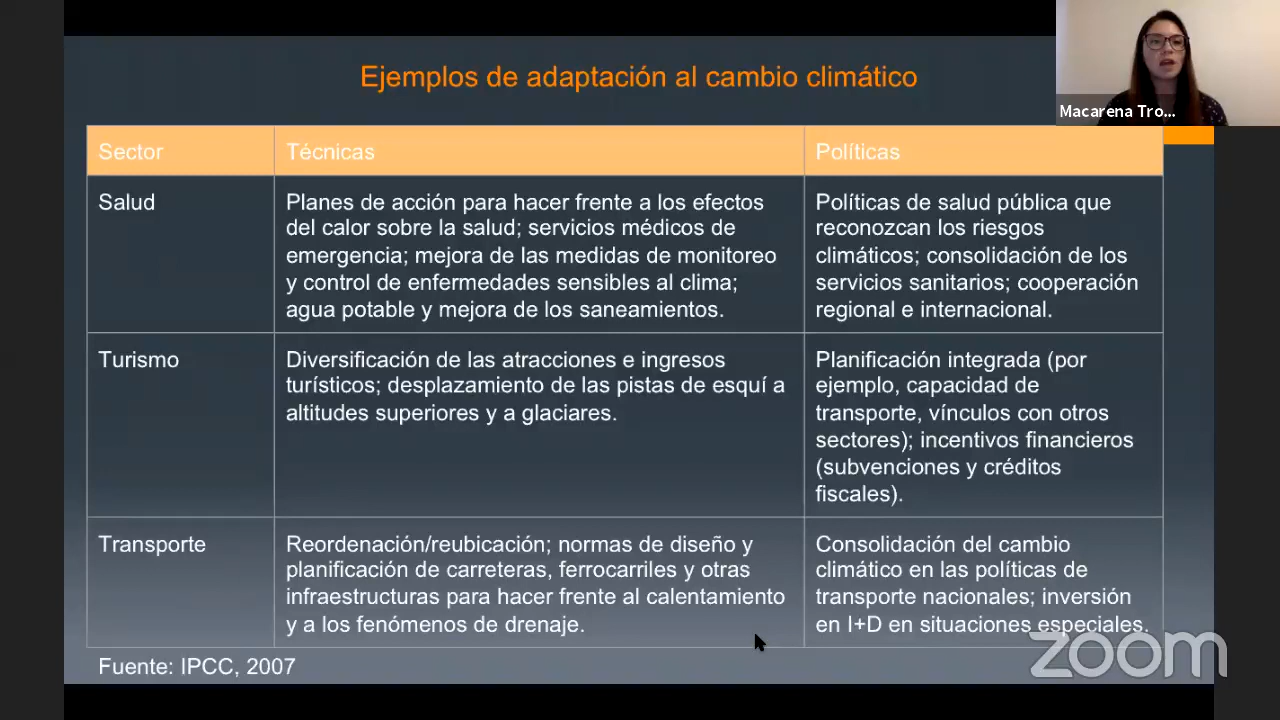 Ejemplos de adaptación al cambio climático
Macarena Tro...
Sector
Técnicas
Políticas
Salud
Planes de acción para hacer frente a los efectos
del calor sobre la salud; servicios médicos de
emergencia; mejora de las medidas de monitoreo
y control de enfermedades sensibles al clima;
agua potable y mejora de los saneamientos.
Políticas de salud pública que
reconozcan los riesgos
climáticos; consolidación de los
servicios sanitarios; cooperación
regional e internacional.
Turismo
Diversificación de las atracciones e ingresos
turísticos; desplazamiento de las pistas de esquí a
altitudes superiores y a glaciares.
Planificación integrada (por
ejemplo, capacidad de
transporte, vínculos con otros
sectores); incentivos financieros
(subvenciones y créditos
fiscales).
Transporte
Reordenación/reubicación; normas de diseño y
planificación de carreteras, ferrocarriles y otras
infraestructuras para hacer frente al calentamiento
y a los fenómenos de drenaje.
Consolidación del cambio
climático en las políticas de
transporte nacionales; inversión
en I+D en situaciones especiales.
Fuente: IPCC, 2007
zoom